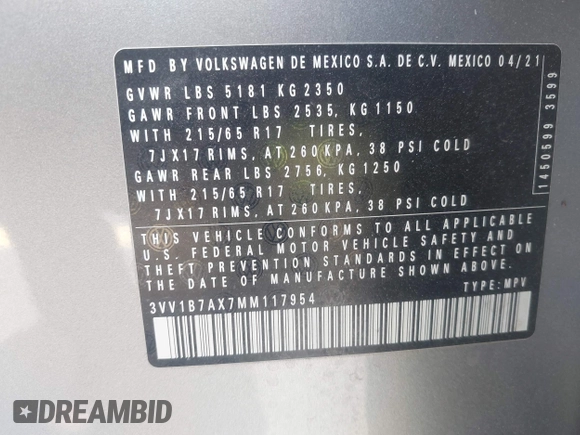 MFD BY VOLKSWAGEN DE MEXICO S.A. DE C.V. MEXICO 04/21
GVWR LBS 5181 KG 2350
GAWR FRONT LBS 2535, KG 1150
WITH 215/65 R17 TIRES,
7JX17 RIMS, AT 260 KPA, 38 PSI COLD
GAWR REAR LBS 2756, KG 1250
WITH 215/65 R17 TIRES,
7JX17 RIMS, AT 260 KPA, 38 PSI COLD
THIS VEHICLE CONFORMS TO ALL APPLICABLE
U.S. FEDERAL MOTOR VEHICLE SAFETY AND
THEFT PREVENTION STANDARDS IN EFFECT ON
THE DATE OF MANUFACTURE SHOWN ABOVE.
3VV1B7AX7MM117954 TYPE: MPV
1450599 3599
DREAMBID